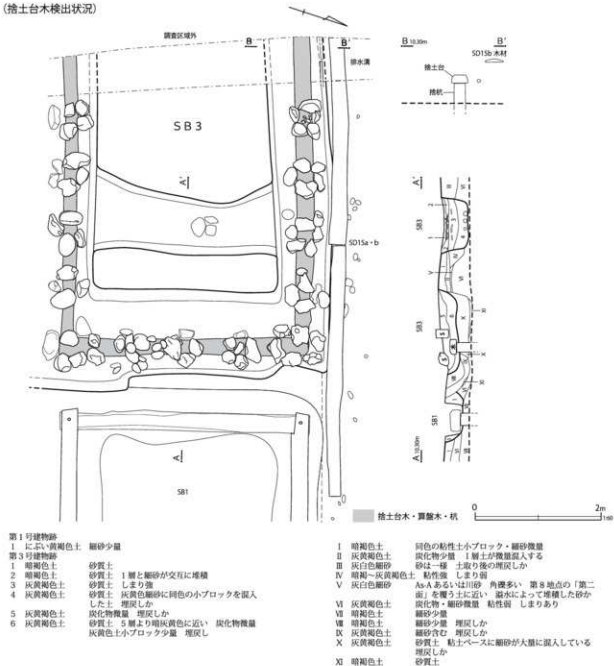 (捨土台木検出状況)
調査区域外
B
B'
排水溝
B 10.30m
B'
SD15b 木材
捨土台
捨杭
SB3
A'
SD15a・b
A'
SB3
SB3
SB1
A 10.30m
A
SB1
捨土台木・算盤木・杭
0
2m
第1号建物跡
1 にぶい黄褐色土 細砂少量
第3号建物跡
1 暗褐色土 砂質土
2 暗褐色土 砂質土 1層と細砂が交互に堆積
3 灰黄褐色土 砂質土 しまり強
4 灰黄褐色土 砂質土 灰黄色細砂に同色の小ブロックを混入
した土 埋戻しか
5 灰黄褐色土 炭化物微量 埋戻しか
6 灰黄褐色土 砂質土 5層より暗灰黄色に近い 炭化物微量
灰黄色土小ブロック少量 埋戻し
Ⅰ 暗褐色土 同色の粘性土小ブロック・細砂微量
Ⅱ 灰黄褐色土 炭化物少量 1層土が微量混入する
Ⅲ 灰白色細砂 砂は一様 土取り後の埋戻しか
Ⅳ 暗褐~灰黄褐色土 粘性強 しまり弱
Ⅴ 灰白色細砂 As-Aあるいは川砂 角礫多い 第8地点の「第二
面」を覆う土に近い 溢水によって堆積した砂か
Ⅵ 灰黄褐色土 炭化物・細砂微量 粘性弱 しまりあり
Ⅶ 暗褐色土 細砂少量
Ⅷ 暗褐色土 細砂少量 埋戻しか
Ⅸ 灰黄褐色土 細砂含む 埋戻しか
Ⅹ 灰黄褐色土 砂質土 粘土ベースに細砂が大量に混入している
埋戻しか
Ⅺ 暗褐色土 砂質土